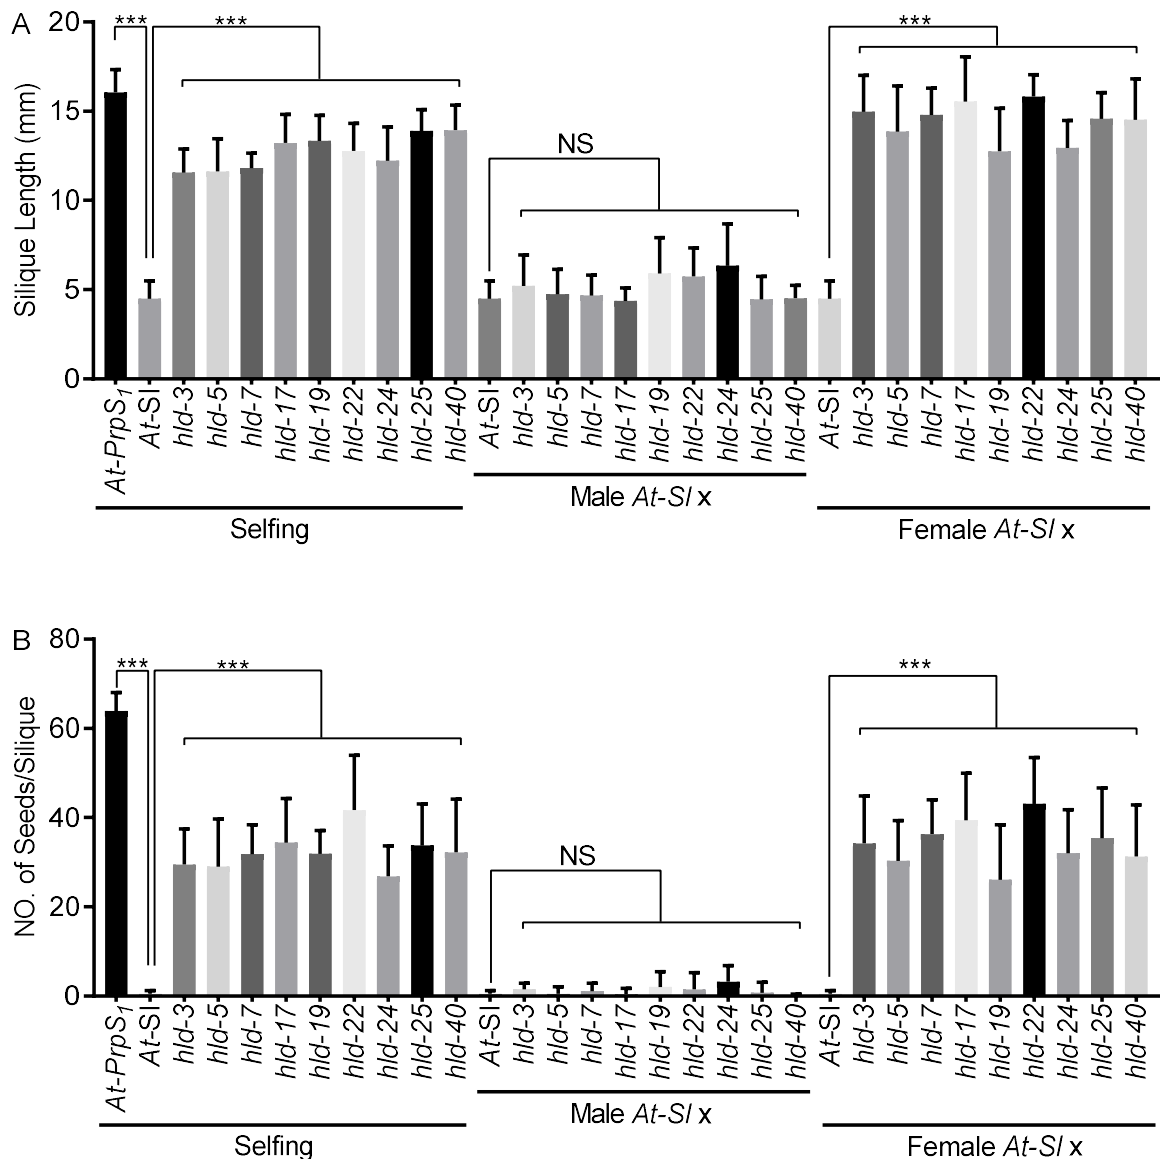 A
Silique Length (mm)
20
15
10
5
0
*** *** NS ***
At-PrpS1 At-SI hld-3 hld-5 hld-7 hld-17 hld-19 hld-22 hld-24 hld-25 hld-40 At-SI hld-3 hld-5 hld-7 hld-17 hld-19 hld-22 hld-24 hld-25 hld-40 At-SI hld-3 hld-5 hld-7 hld-17 hld-19 hld-22 hld-24 hld-25 hld-40
Selfing
Male At-SI x
Female At-SI x
B
NO. of Seeds/Silique
80
60
40
20
0
*** *** NS ***
At-PrpS1 At-SI hld-3 hld-5 hld-7 hld-17 hld-19 hld-22 hld-24 hld-25 hld-40 At-SI hld-3 hld-5 hld-7 hld-17 hld-19 hld-22 hld-24 hld-25 hld-40 At-SI hld-3 hld-5 hld-7 hld-17 hld-19 hld-22 hld-24 hld-25 hld-40
Selfing
Male At-SI x
Female At-SI x